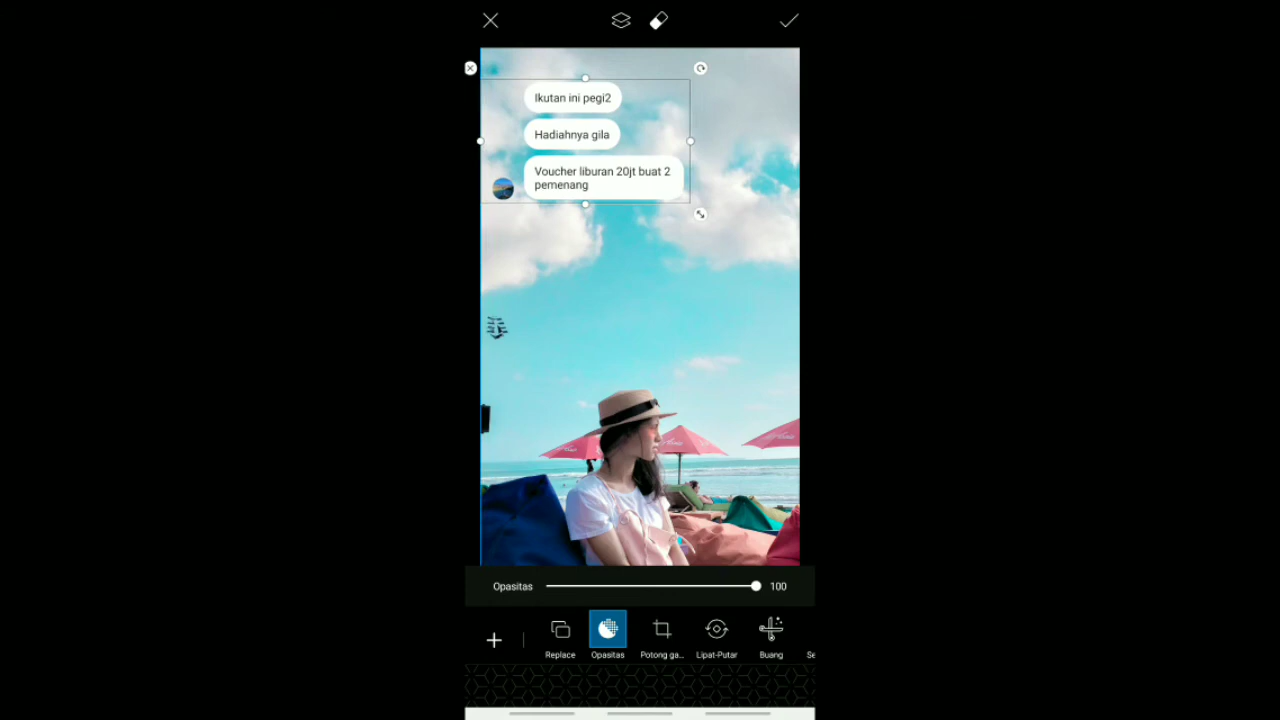 Ikutan ini pegi2
Hadiahnya gila
Voucher liburan 20jt buat 2
pemenang
Opasitas 100
Replace Opasitas Potong ga... Lipat-Putar Buang Se